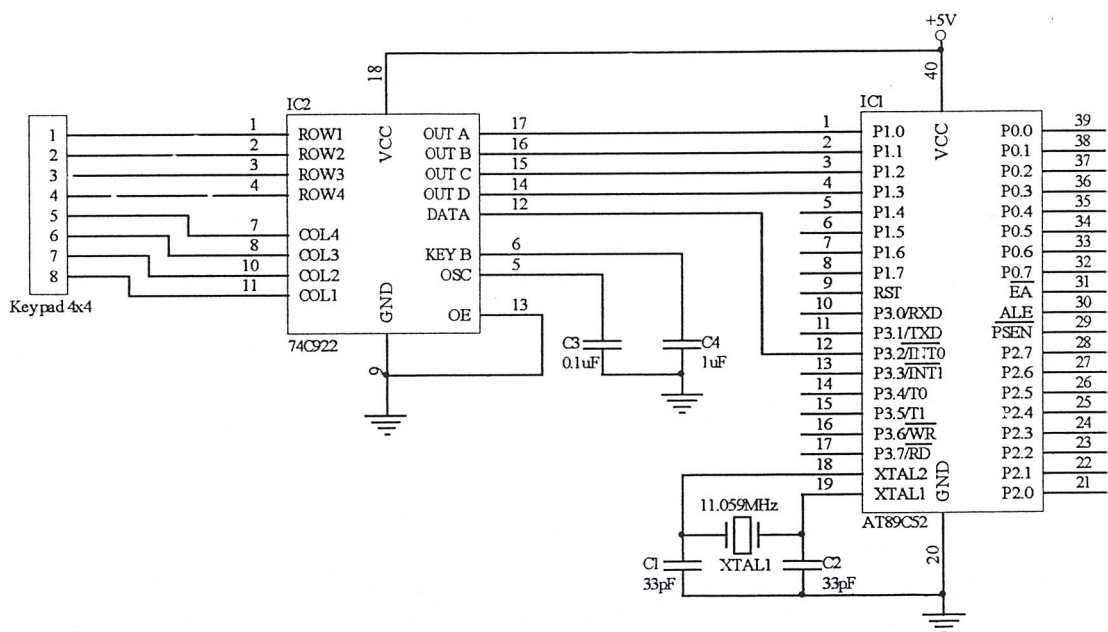 +5V
18
40
IC2
IC1
1
2
3
4
5
6
7
8
Keypad 4x4
1
2
3
4
7
8
10
11
ROW1
ROW2
ROW3
ROW4
COL4
COL3
COL2
COL1
VCC
GND
OUT A
OUT B
OUT C
OUT D
DATA
KEY B
OSC
OE
17
16
15
14
12
6
5
13
74C922
9
C3
0.1uF
C4
1uF
1
2
3
4
5
6
7
8
9
10
11
12
13
14
15
16
17
18
19
P1.0
P1.1
P1.2
P1.3
P1.4
P1.5
P1.6
P1.7
RST
P3.0/RXD
P3.1/TXD
P3.2/INT0
P3.3/INT1
P3.4/T0
P3.5/T1
P3.6/WR
P3.7/RD
XTAL2
XTAL1
VCC
GND
P0.0
P0.1
P0.2
P0.3
P0.4
P0.5
P0.6
P0.7
EA
ALE
PSEN
P2.7
P2.6
P2.5
P2.4
P2.3
P2.2
P2.1
P2.0
39
38
37
36
35
34
33
32
31
30
29
28
27
26
25
24
23
22
21
AT89C52
20
11.059MHz
XTAL1
C1
33pF
C2
33pF